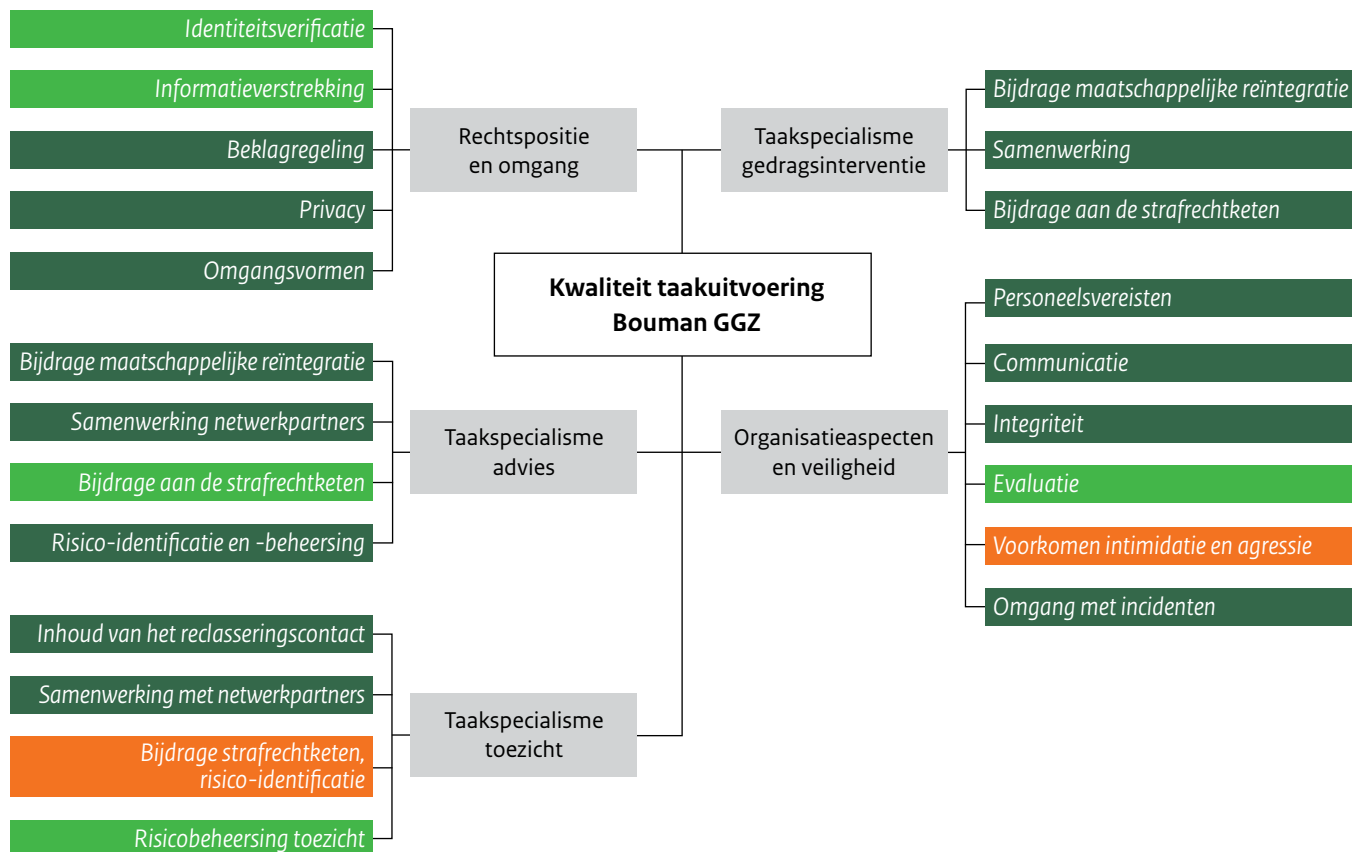 Identiteitsverificatie
Informatieverstrekking
Beklagregeling
Privacy
Omgangsvormen
Rechtspositie
en omgang
Taakspecialisme
gedragsinterventie
Bijdrage maatschappelijke reïntegratie
Samenwerking
Bijdrage aan de strafrechtketen
Kwaliteit taakuitvoering
Bouman GGZ
Bijdrage maatschappelijke reïntegratie
Samenwerking netwerkpartners
Bijdrage aan de strafrechtketen
Risico-identificatie en -beheersing
Taakspecialisme
advies
Organisatieaspecten
en veiligheid
Personeelsvereisten
Communicatie
Integriteit
Evaluatie
Voorkomen intimidatie en agressie
Omgang met incidenten
Inhoud van het reclasseringscontact
Samenwerking met netwerkpartners
Bijdrage strafrechtketen,
risico-identificatie
Risicobeheersing toezicht
Taakspecialisme
toezicht